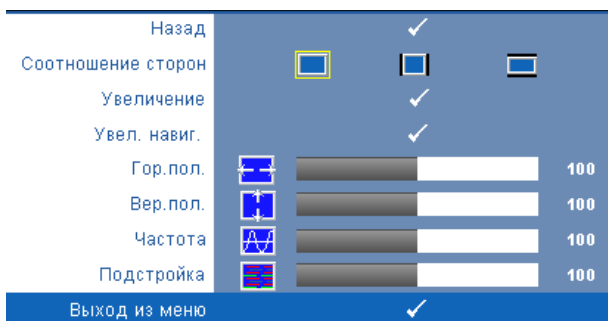 Назад
Соотношение сторон
Увеличение
Увел. навиг.
Гор.пол. 100
Вер.пол. 100
Частота 100
Подстройка 100
Выход из меню